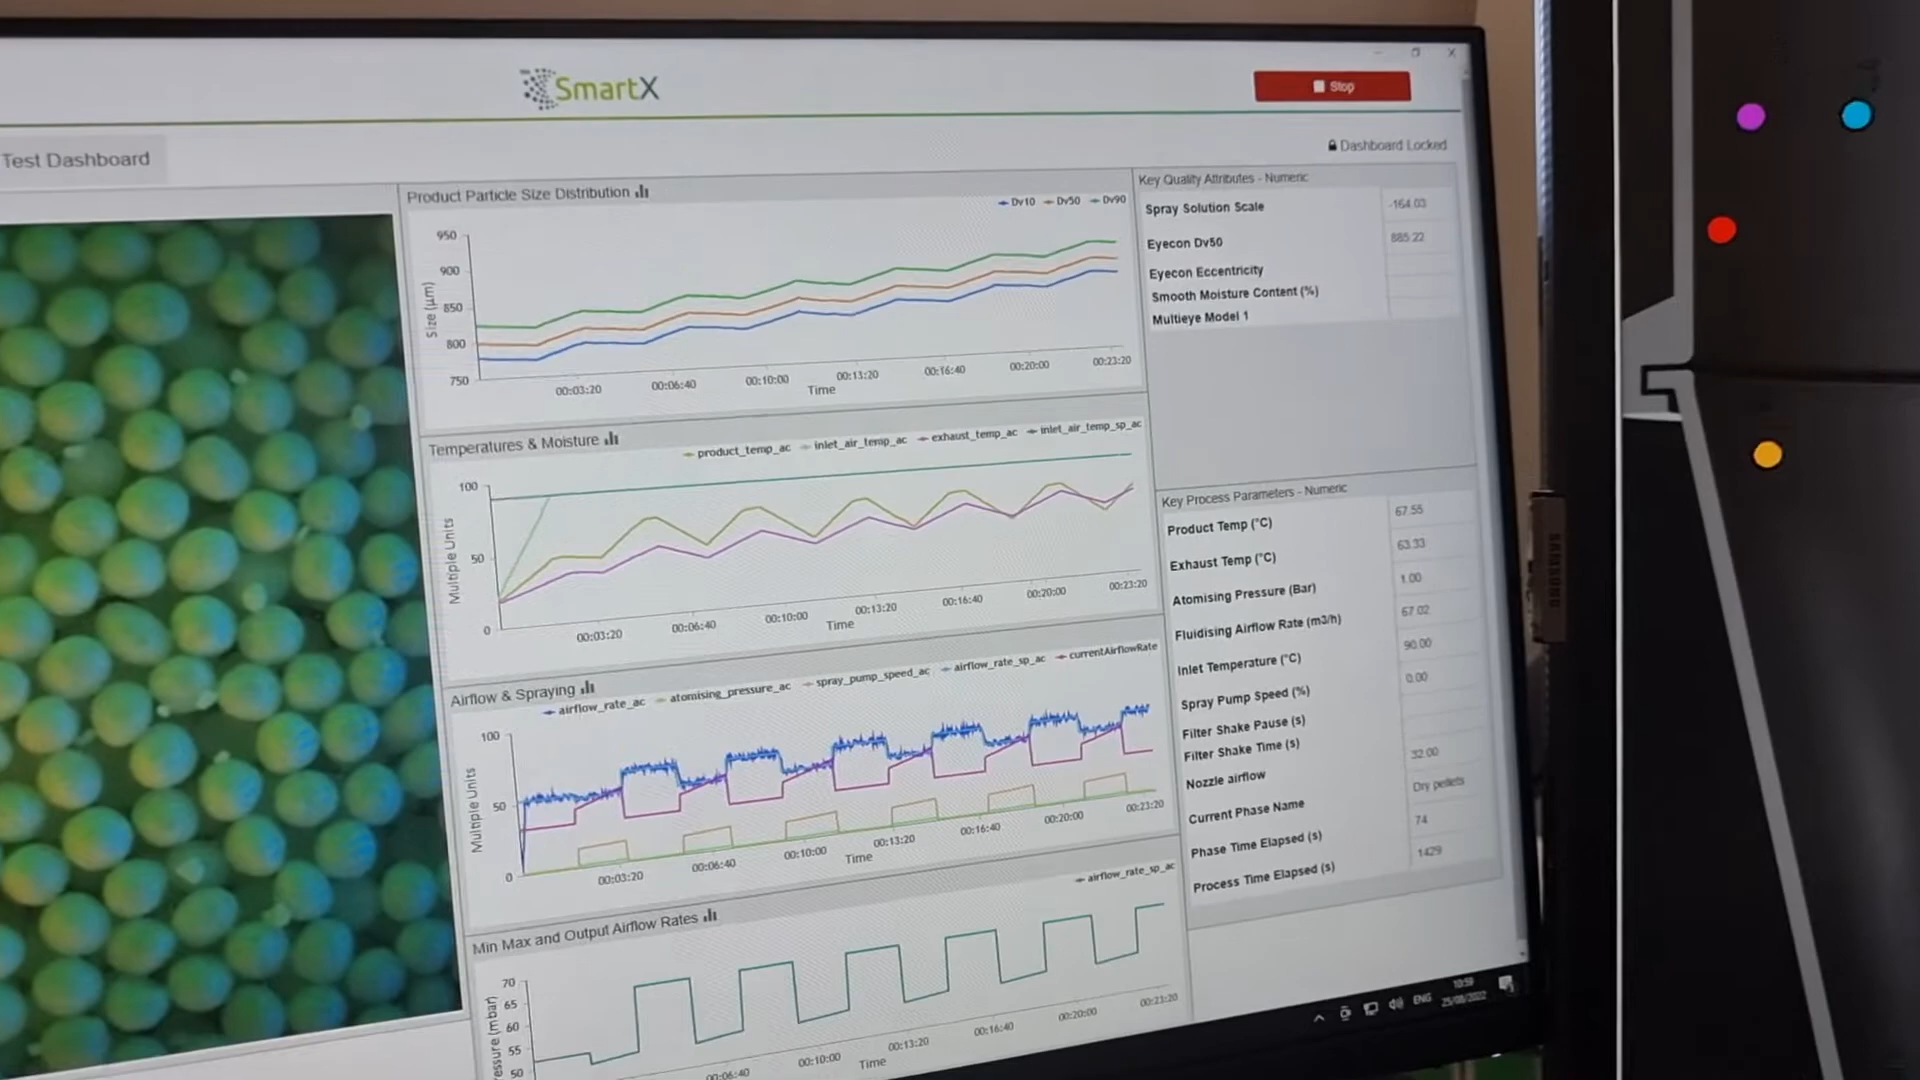 SmartX
Stop
Test Dashboard
Dashboard Locked
Product Particle Size Distribution
Dv10 Dv50 Dv90
950
900
850
800
750
Size (µm)
00:03:20 00:06:40 00:10:00 00:13:20 00:16:40 00:20:00 00:23:20
Time
Temperatures & Moisture
product_temp_ac inlet_air_temp_ac exhaust_temp_ac inlet_air_temp_sp_ac
100
50
0
Multiple Units
00:03:20 00:06:40 00:10:00 00:13:20 00:16:40 00:20:00 00:23:20
Time
Airflow & Spraying
airflow_rate_ac atomising_pressure_ac spray_pump_speed_ac airflow_rate_sp_ac currentAirflowRate
100
50
0
Multiple Units
00:03:20 00:06:40 00:10:00 00:13:20 00:16:40 00:20:00 00:23:20
Time
Min Max and Output Airflow Rates
airflow_rate_sp_ac
70
65
60
55
50
essure (mbar)
00:06:40 00:10:00 00:13:20 00:16:40 00:20:00 00:23:20
Time
Key Quality Attributes - Numeric
Spray Solution Scale -164.03
Eyecon Dv50 885.22
Eyecon Eccentricity
Smooth Moisture Content (%)
Multieye Model 1
Key Process Parameters - Numeric
Product Temp (°C) 67.55
Exhaust Temp (°C) 63.33
Atomising Pressure (Bar) 1.00
Fluidising Airflow Rate (m3/h) 67.02
Inlet Temperature (°C) 90.00
Spray Pump Speed (%) 0.00
Filter Shake Pause (s)
Filter Shake Time (s)
Nozzle airflow 32.00
Current Phase Name Dry pellets
Phase Time Elapsed (s) 74
Process Time Elapsed (s) 1429
ENG
10:59
25/08/2022
SAMSUNG